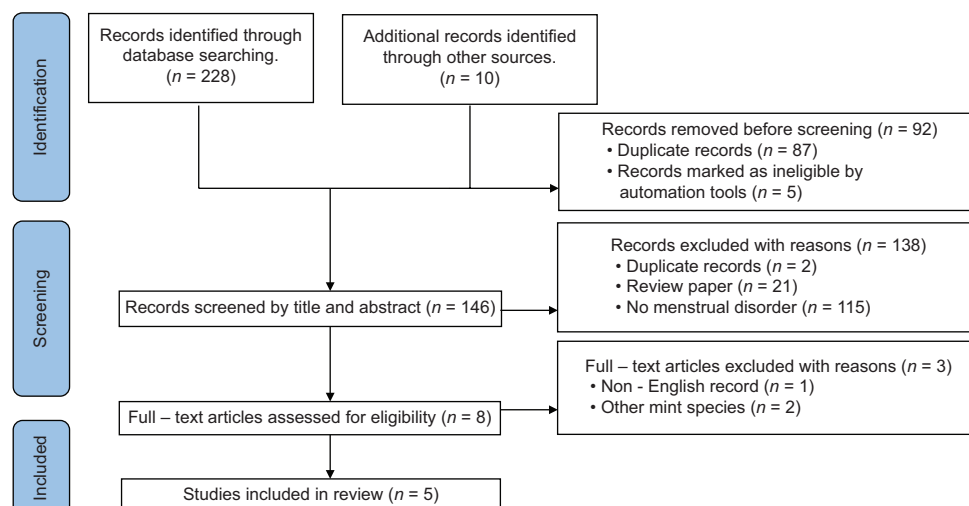 Identification
Records identified through
database searching.
(n = 228)
Additional records identified
through other sources.
(n = 10)
Records removed before screening (n = 92)
• Duplicate records (n = 87)
• Records marked as ineligible by
automation tools (n = 5)
Screening
Records screened by title and abstract (n = 146)
Records excluded with reasons (n = 138)
• Duplicate records (n = 2)
• Review paper (n = 21)
• No menstrual disorder (n = 115)
Full – text articles assessed for eligibility (n = 8)
Full – text articles excluded with reasons (n = 3)
• Non - English record (n = 1)
• Other mint species (n = 2)
Included
Studies included in review (n = 5)